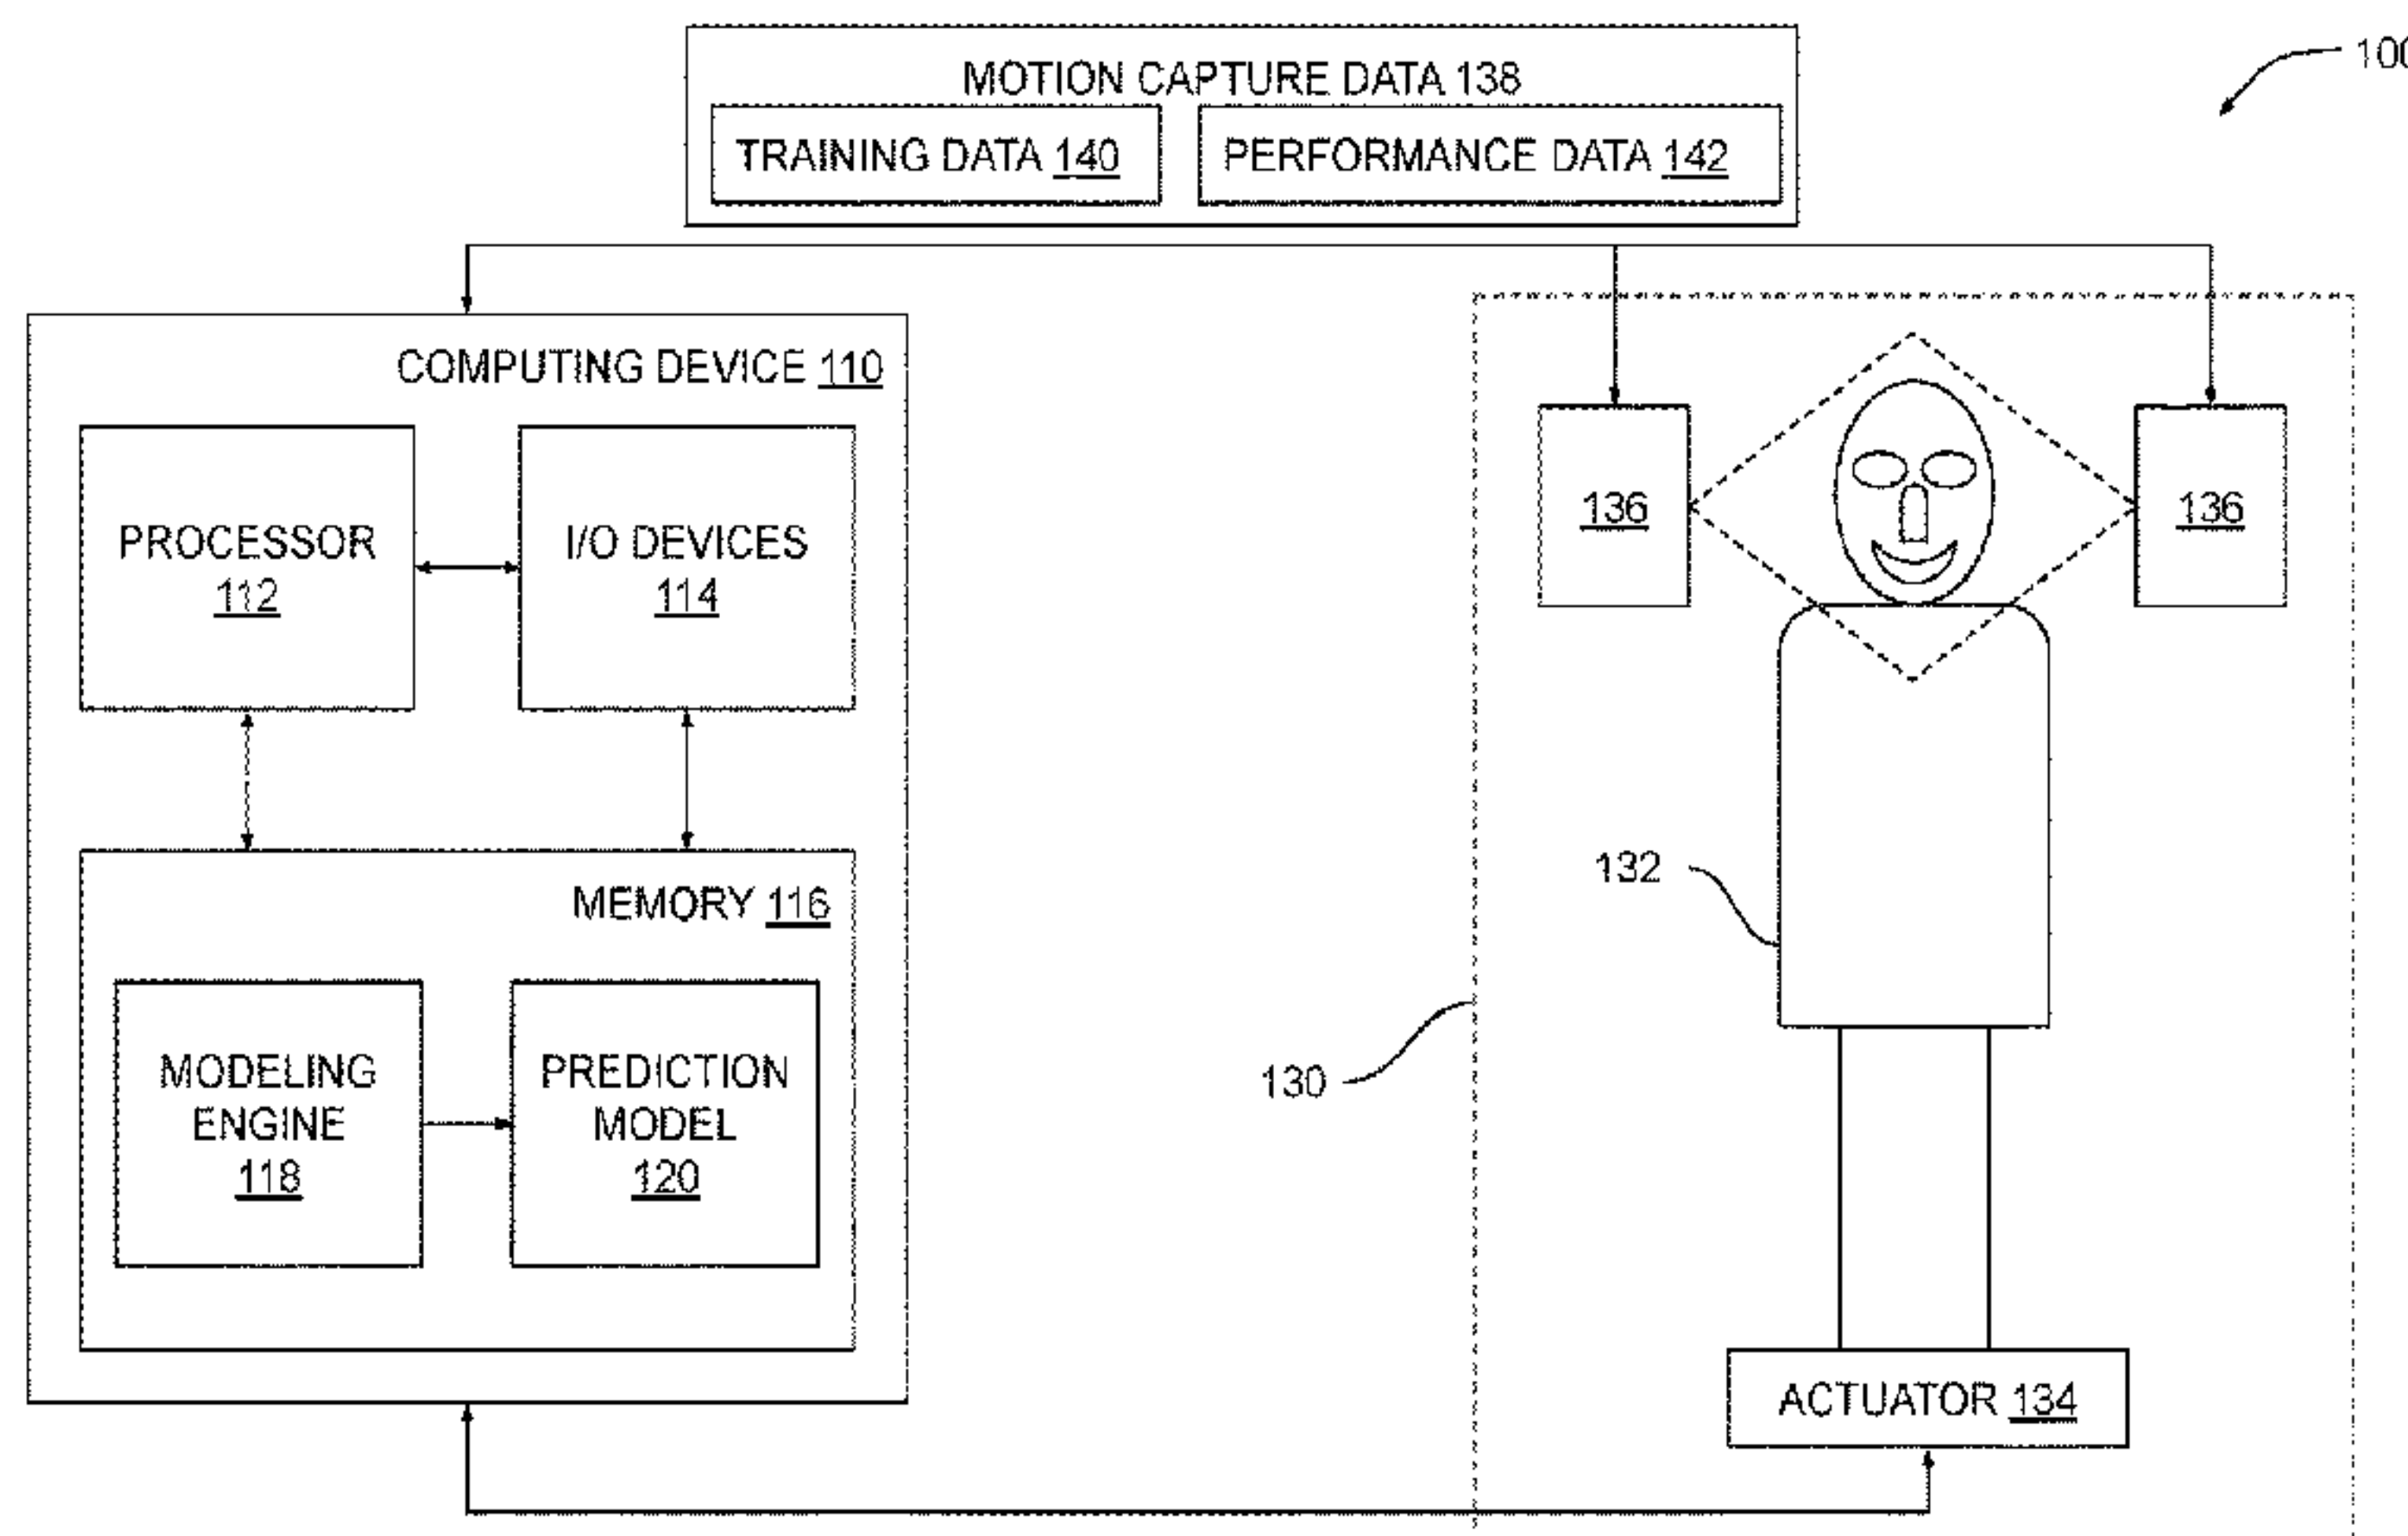 MOTION CAPTURE DATA 138
TRAINING DATA 140
PERFORMANCE DATA 142
COMPUTING DEVICE 110
PROCESSOR
112
I/O DEVICES
114
MEMORY 116
MODELING
ENGINE
118
PREDICTION
MODEL
120
136
136
132
130
ACTUATOR 134